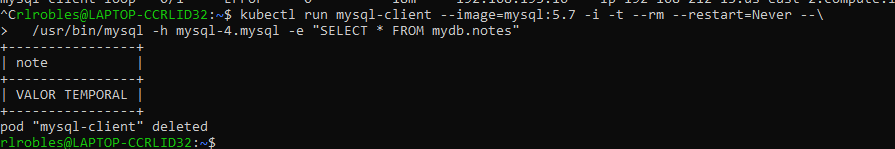 ^Crlrobles@LAPTOP-CCRLID32:~$ kubectl run mysql-client --image=mysql:5.7 -i -t --rm --restart=Never --\
>   /usr/bin/mysql -h mysql-4.mysql -e "SELECT * FROM mydb.notes"
+----------------+
| note           |
+----------------+
| VALOR TEMPORAL |
+----------------+
pod "mysql-client" deleted
rlrobles@LAPTOP-CCRLID32:~$